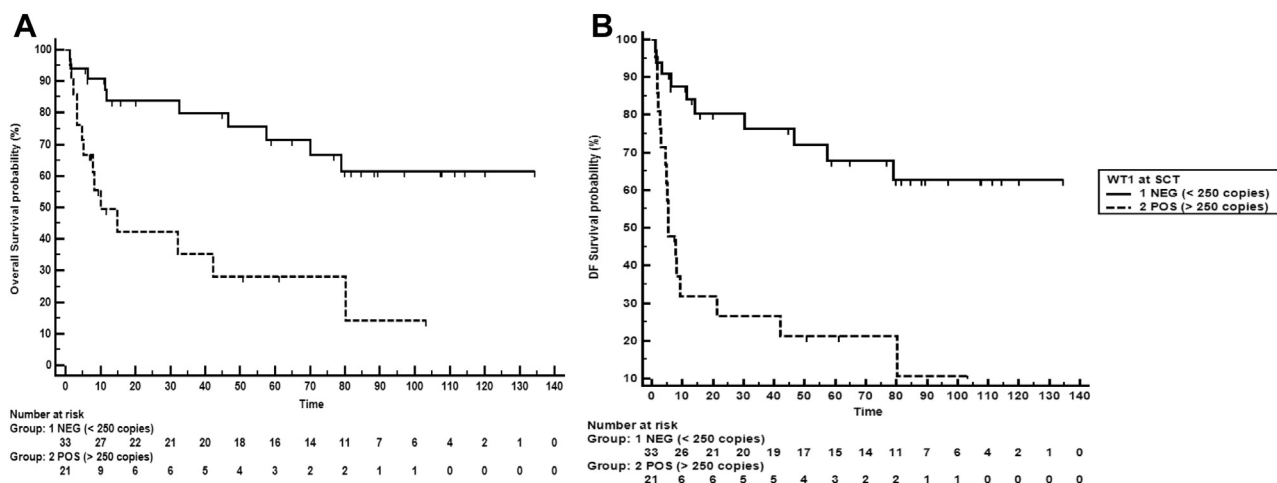 A
Overall Survival probability (%)
100
90
80
70
60
50
40
30
20
10
0
0 10 20 30 40 50 60 70 80 90 100 110 120 130 140
Time
Number at risk
Group: 1 NEG (< 250 copies)
33 27 22 21 20 18 16 14 11 7 6 4 2 1 0
Group: 2 POS (> 250 copies)
21 9 6 6 5 4 3 2 2 1 1 0 0 0 0
B
DF Survival probability (%)
100
90
80
70
60
50
40
30
20
10
0 10 20 30 40 50 60 70 80 90 100 110 120 130 140
Time
Number at risk
Group: 1 NEG (< 250 copies)
33 26 21 20 19 17 15 14 11 7 6 4 2 1 0
Group: 2 POS (> 250 copies)
21 6 6 5 5 4 3 2 2 1 1 0 0 0 0
WT1 at SCT
1 NEG (< 250 copies)
2 POS (> 250 copies)